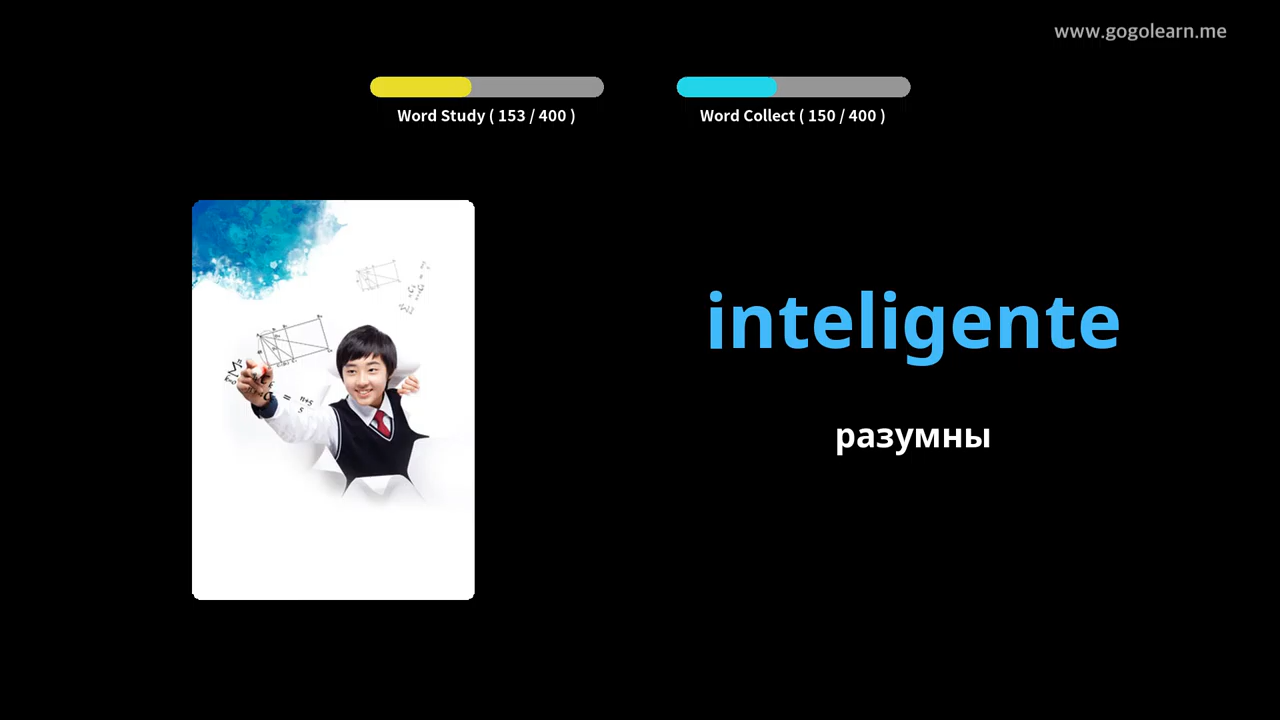 www.gogolearn.me
Word Study ( 153 / 400 )
Word Collect ( 150 / 400 )
inteligente
разумны